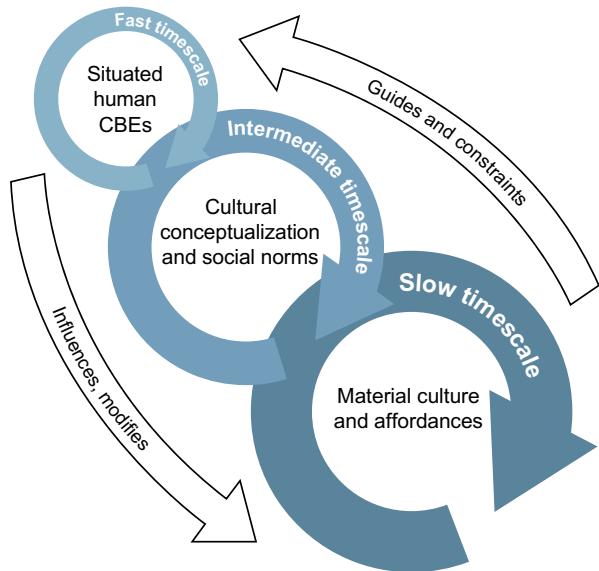 Fast timescale
Situated
human
CBEs
Guides and constraints
Intermediate timescale
Cultural
conceptualization
and social norms
Slow timescale
Influences, modifies
Material culture
and affordances